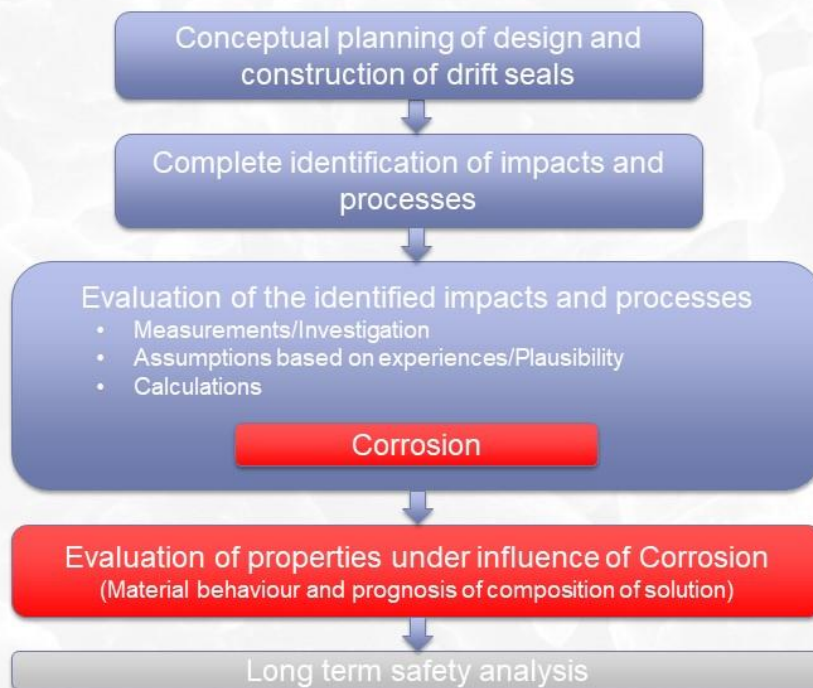 Conceptual planning of design and
construction of drift seals
Complete identification of impacts and
processes
Evaluation of the identified impacts and processes
• Measurements/Investigation
• Assumptions based on experiences/Plausibility
• Calculations
Corrosion
Evaluation of properties under influence of Corrosion
(Material behaviour and prognosis of composition of solution)
Long term safety analysis